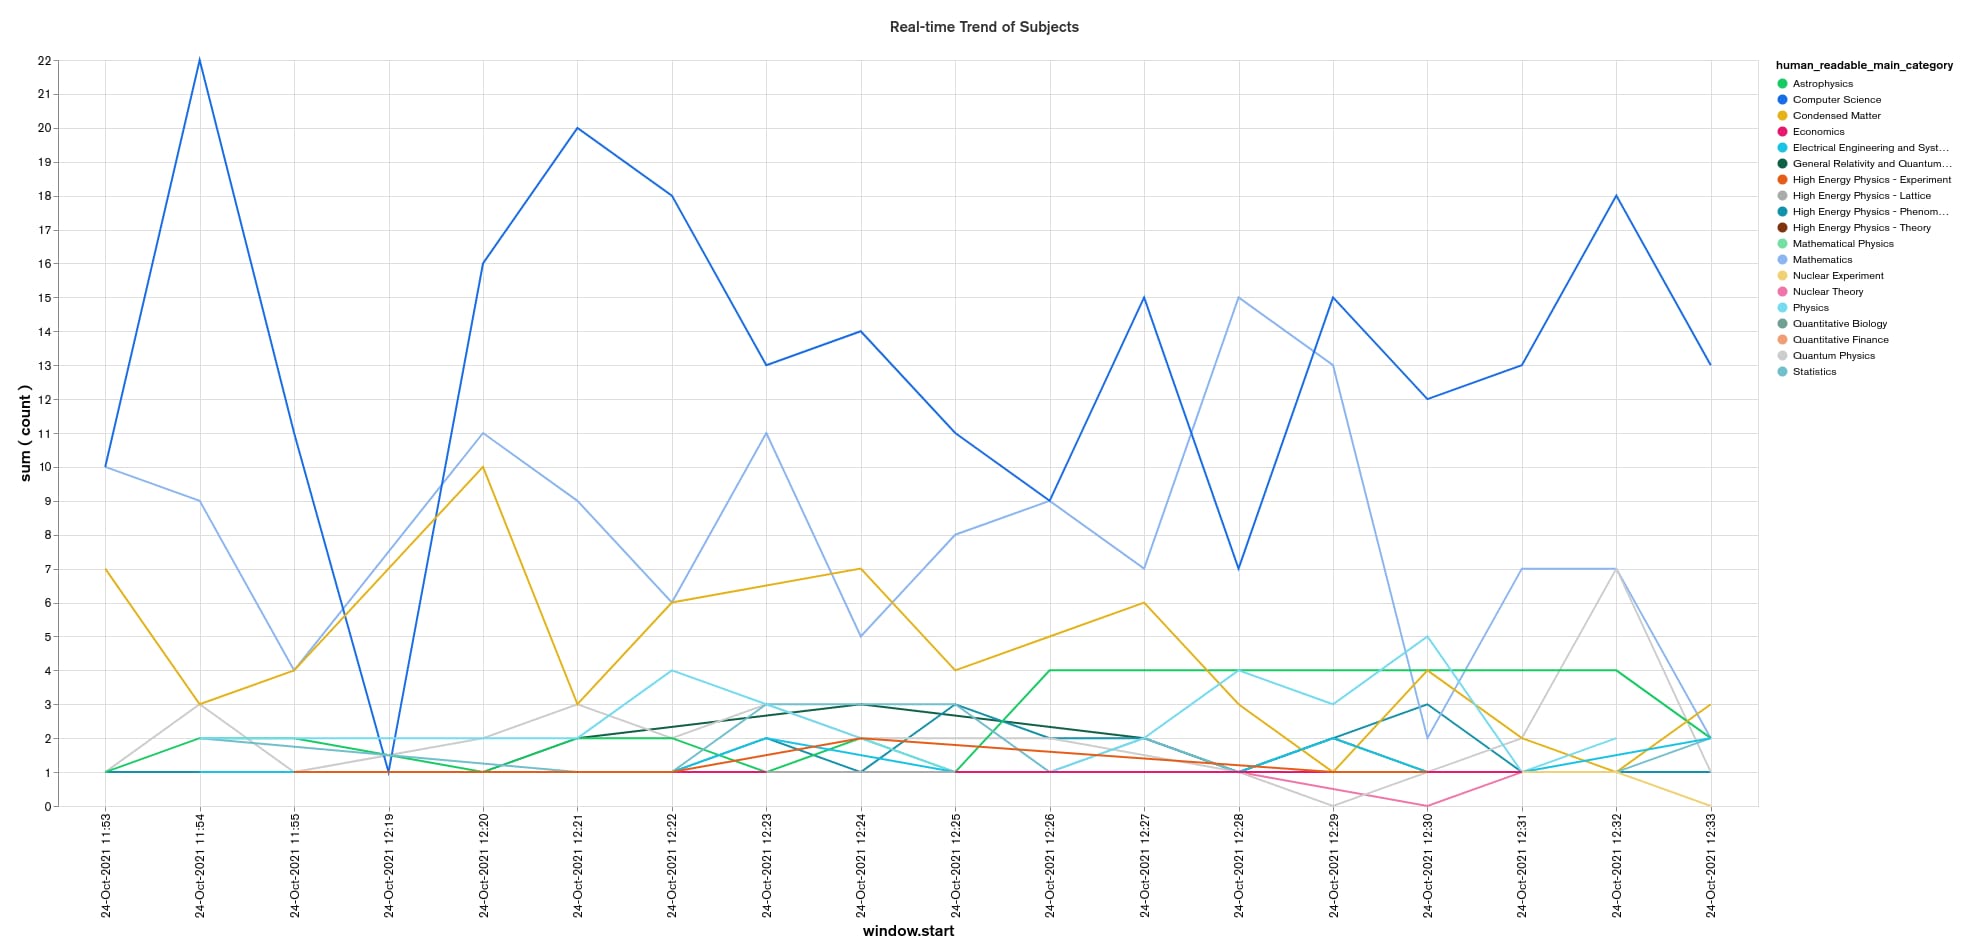 Real-time Trend of Subjects
22
21
20
19
18
17
16
15
14
13
12
11
10
9
8
7
6
5
4
3
2
1
0
sum ( count )
24-Oct-2021 11:53
24-Oct-2021 11:54
24-Oct-2021 11:55
24-Oct-2021 12:19
24-Oct-2021 12:20
24-Oct-2021 12:21
24-Oct-2021 12:22
24-Oct-2021 12:23
24-Oct-2021 12:24
24-Oct-2021 12:25
24-Oct-2021 12:26
24-Oct-2021 12:27
24-Oct-2021 12:28
24-Oct-2021 12:29
24-Oct-2021 12:30
24-Oct-2021 12:31
24-Oct-2021 12:32
24-Oct-2021 12:33
window.start
human_readable_main_category
Astrophysics
Computer Science
Condensed Matter
Economics
Electrical Engineering and Syst...
General Relativity and Quantum...
High Energy Physics - Experiment
High Energy Physics - Lattice
High Energy Physics - Phenom...
High Energy Physics - Theory
Mathematical Physics
Mathematics
Nuclear Experiment
Nuclear Theory
Physics
Quantitative Biology
Quantitative Finance
Quantum Physics
Statistics